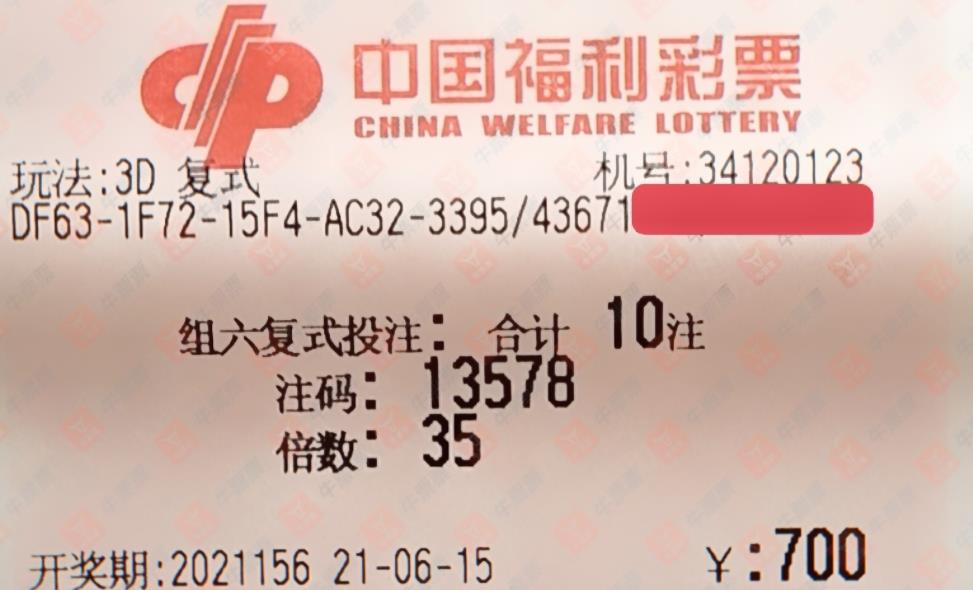 中国福利彩票
CHINA WELFARE LOTTERY
玩法:3D 复式 机号:34120123
DF63-1F72-15F4-AC32-3395/43671
组六复式投注: 合计 10注
注码: 13578
倍数: 35
开奖期:2021156 21-06-15 ￥:700